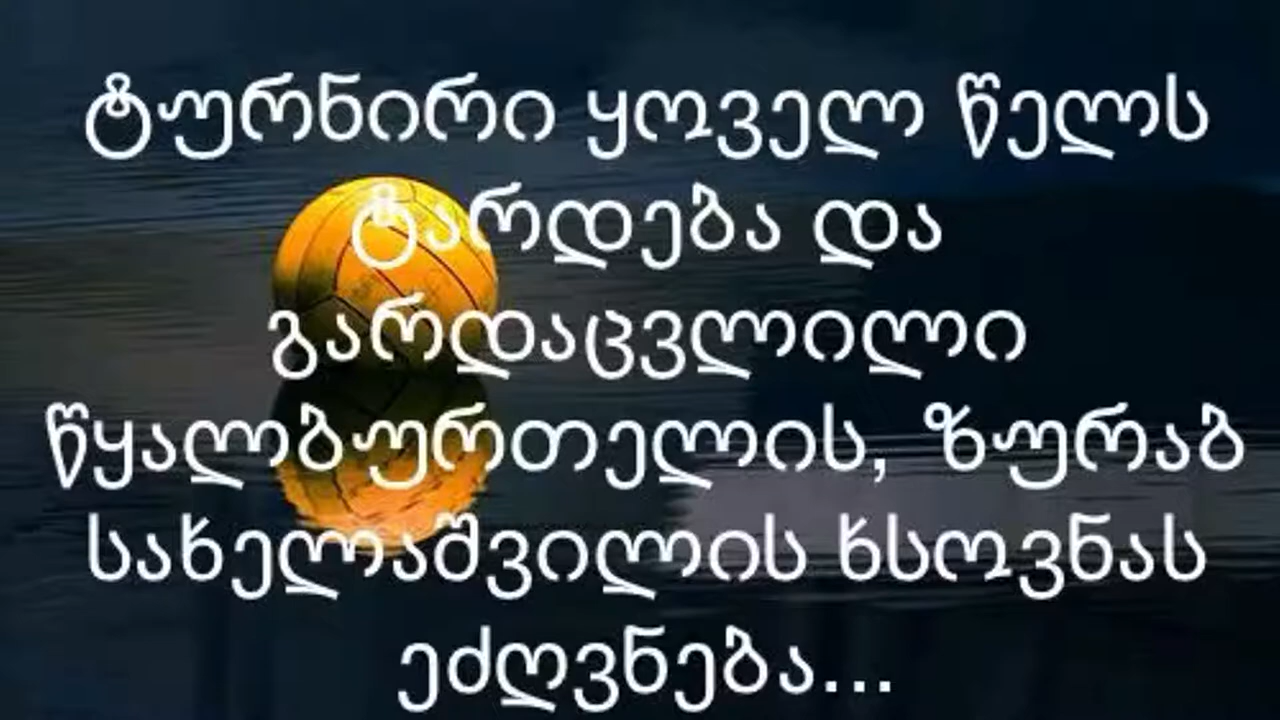 ტურნირი ყოველ წელს
ტარდება და
გარდაცვლილი
წყალბურთელის, ზურაბ
სახელაშვილის ხსოვნას
ეძღვნება...